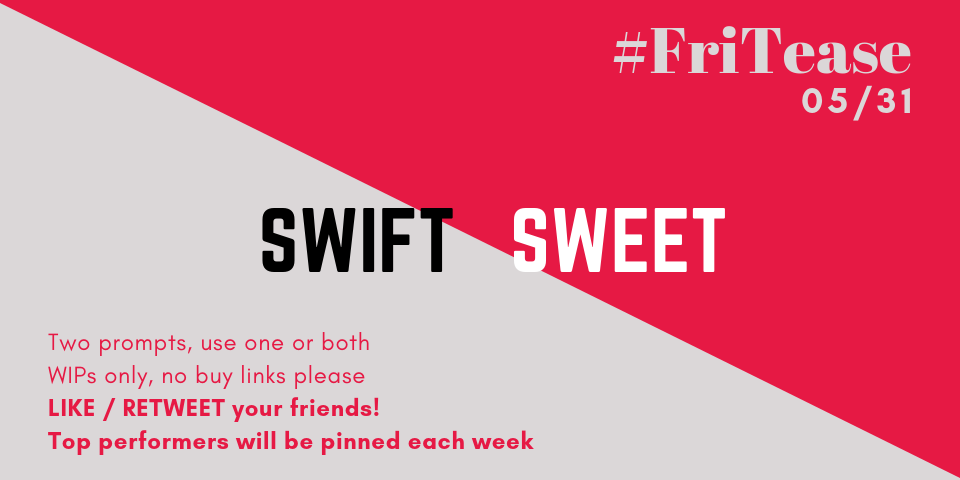 #FriTease
05/31
SWIFT SWEET
Two prompts, use one or both
WIPs only, no buy links please
LIKE / RETWEET your friends!
Top performers will be pinned each week